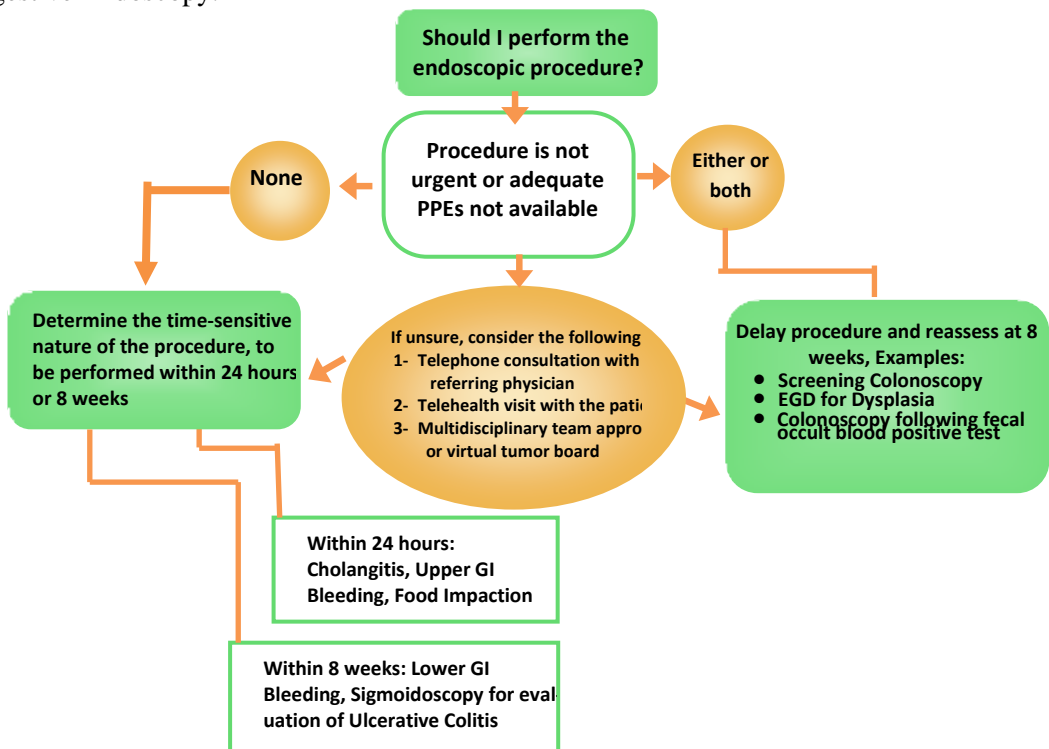 Should I perform the
endoscopic procedure?
Procedure is not
urgent or adequate
PPEs not available
None
Either or
both
Determine the time-sensitive
nature of the procedure, to
be performed within 24 hours
or 8 weeks
If unsure, consider the following
1- Telephone consultation with
referring physician
2- Telehealth visit with the
3- Multidisciplinary team
or virtual tumor board
Delay procedure and reassess at 8
weeks, Examples:
● Screening Colonoscopy
● EGD for Dysplasia
● Colonoscopy following fecal
occult blood positive test
Within 24 hours:
Cholangitis, Upper GI
Bleeding, Food Impaction
Within 8 weeks: Lower GI
Bleeding, Sigmoidoscopy for eval-
uation of Ulcerative Colitis